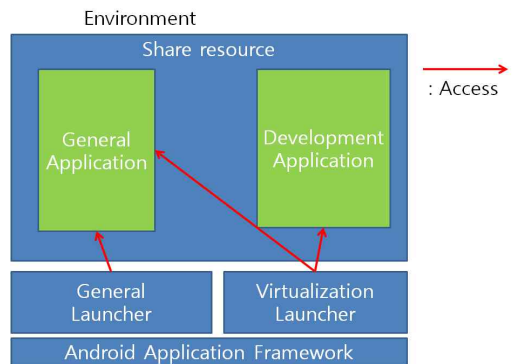 Environment
Share resource
: Access
General
Application
Development
Application
General
Launcher
Virtualization
Launcher
Android Application Framework